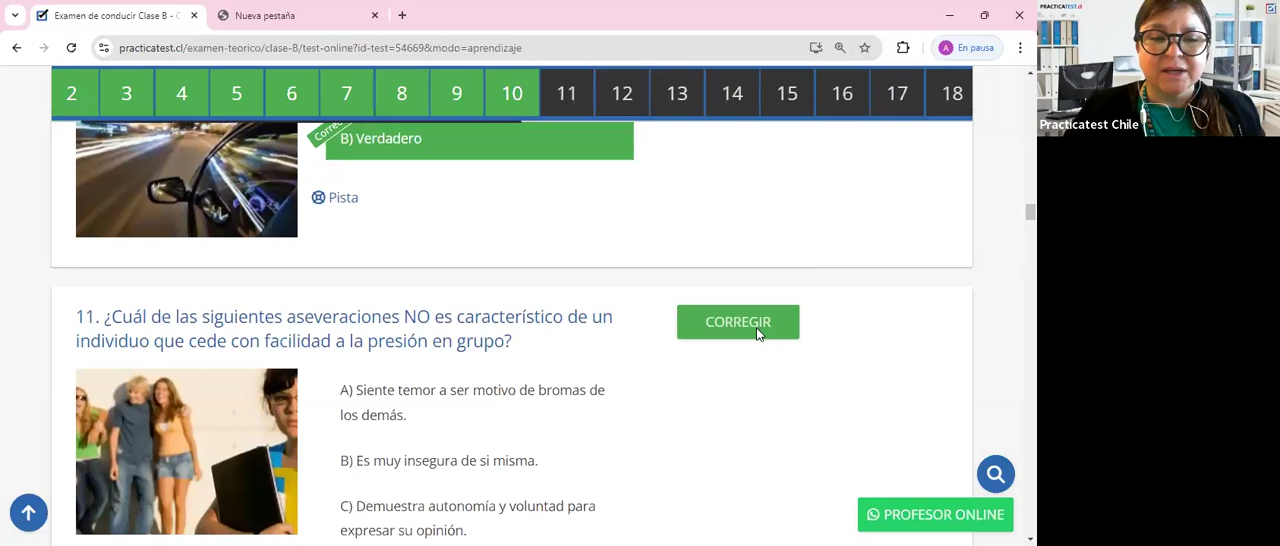 Examen de conducir Clase B - C
Nueva pestaña
practicatest.cl/examen-teorico/clase-B/test-online?id-test=54669&modo=aprendizaje
A En pausa
PRACTICATEST.cl
2 3 4 5 6 7 8 9 10 11 12 13 14 15 16 17 18
Practicatest Chile
B) Verdadero
Pista
11. ¿Cuál de las siguientes aseveraciones NO es característico de un
individuo que cede con facilidad a la presión en grupo?
CORREGIR
A) Siente temor a ser motivo de bromas de
los demás.
B) Es muy insegura de si misma.
C) Demuestra autonomía y voluntad para
expresar su opinión.
PROFESOR ONLINE